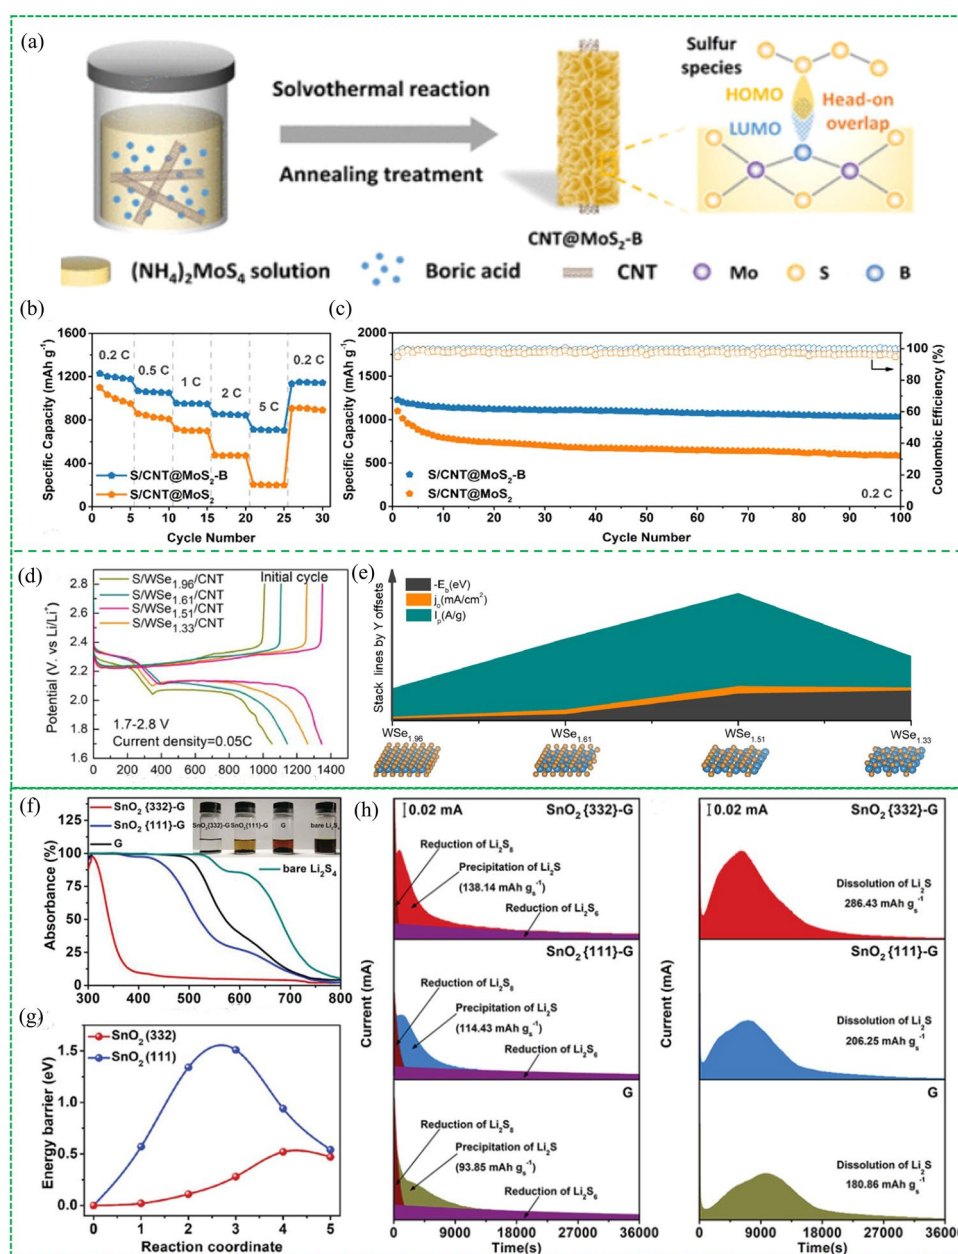 (a)
Solvothermal reaction
Annealing treatment
CNT@MoS2-B
Sulfur
species
HOMO
LUMO
Head-on
overlap
(NH4)2MoS4 solution
Boric acid
CNT
Mo
S
B
(b)
Specific Capacity (mAh g-1)
1600
1200
800
400
0
0.2 C
0.5 C
1 C
2 C
5 C
0.2 C
S/CNT@MoS2-B
S/CNT@MoS2
0 5 10 15 20 25 30
Cycle Number
(c)
Specific Capacity (mAh g-1)
2000
1500
1000
500
0
S/CNT@MoS2-B
S/CNT@MoS2
0.2 C
100
90
80
70
60
50
40
30
20
10
0
Coulombic Efficiency (%)
0 10 20 30 40 50 60 70 80 90 100
Cycle Number
(d)
Potential (V. vs Li/Li+)
2.8
2.6
2.4
2.2
2.0
1.8
1.6
S/WSe1.96/CNT
S/WSe1.61/CNT
S/WSe1.51/CNT
S/WSe1.33/CNT
Initial cycle
1.7-2.8 V
Current density=0.05C
0 200 400 600 800 1000 1200 1400
(e)
Stack lines by Y offsets
-Eb(eV)
jo(mA/cm2)
Ip(A/g)
WSe1.96
WSe1.61
WSe1.51
WSe1.33
(f)
Absorbance (%)
125
100
75
50
25
0
SnO2 {332}-G
SnO2 {111}-G
G
SnO2{332}-G SnO2{111}-G G bare Li2S4
bare Li2S4
300 400 500 600 700 800
(g)
Energy barrier (eV)
1.5
1.0
0.5
0.0
SnO2 (332)
SnO2 (111)
0 1 2 3 4 5
Reaction coordinate
(h)
Current (mA)
0.02 mA
SnO2{332}-G
Reduction of Li2S8
Precipitation of Li2S
(138.14 mAh gs-1)
Reduction of Li2S6
SnO2{111}-G
Reduction of Li2S8
Precipitation of Li2S
(114.43 mAh gs-1)
Reduction of Li2S6
G
Reduction of Li2S8
Precipitation of Li2S
(93.85 mAh gs-1)
Reduction of Li2S6
0 9000 18000 27000 36000
Time(s)
Current (mA)
0.02 mA
SnO2{332}-G
Dissolution of Li2S
286.43 mAh gs-1
SnO2{111}-G
Dissolution of Li2S
206.25 mAh gs-1
G
Dissolution of Li2S
180.86 mAh gs-1
0 9000 18000 27000 36000
Time(s)